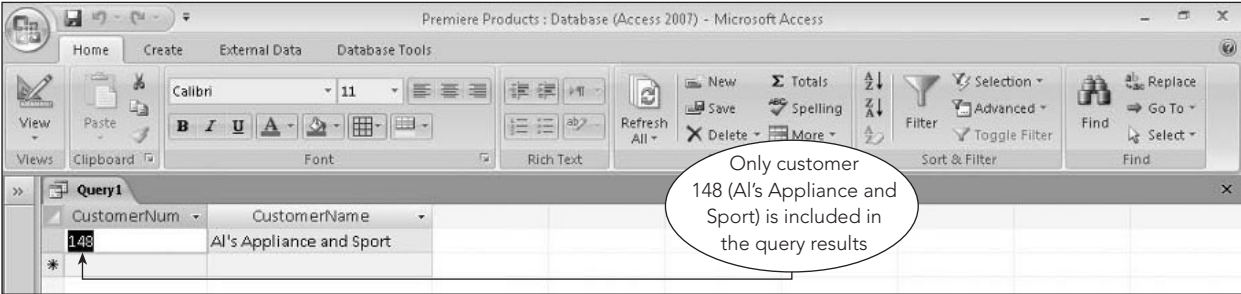 Premiere Products : Database (Access 2007) - Microsoft Access
Home Create External Data Database Tools
View
Paste
Calibri 11
B I U A
ab
Refresh All
New
Save
Delete
Σ Totals
Spelling
More
Filter
Selection
Advanced
Toggle Filter
Find
Replace
Go To
Select
Views Clipboard Font Rich Text Sort & Filter Find
Only customer
148 (Al's Appliance and
Sport) is included in
the query results
Query1
CustomerNum CustomerName
148 Al's Appliance and Sport